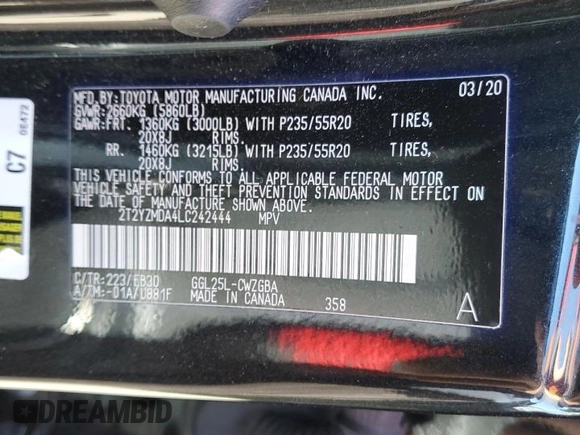 MFD.BY:TOYOTA MOTOR MANUFACTURING CANADA INC. 03/20
GVWR:2660KG (5860LB)
GAWR:FRT. 1360KG (3000LB) WITH P235/55R20 TIRES,
20X8J RIMS,
RR. 1460KG (3215LB) WITH P235/55R20 TIRES,
20X8J RIMS
THIS VEHICLE CONFORMS TO ALL APPLICABLE FEDERAL MOTOR
VEHICLE SAFETY AND THEFT PREVENTION STANDARDS IN EFFECT
ON THE DATE OF MANUFACTURE SHOWN ABOVE.
2T2YZMDA4LC242444 MPV
C/TR:223/EB30 GGL25L-CWZGBA
A/TM:-01A/U881F MADE IN CANADA 358 A
C7
06472
DREAMBID